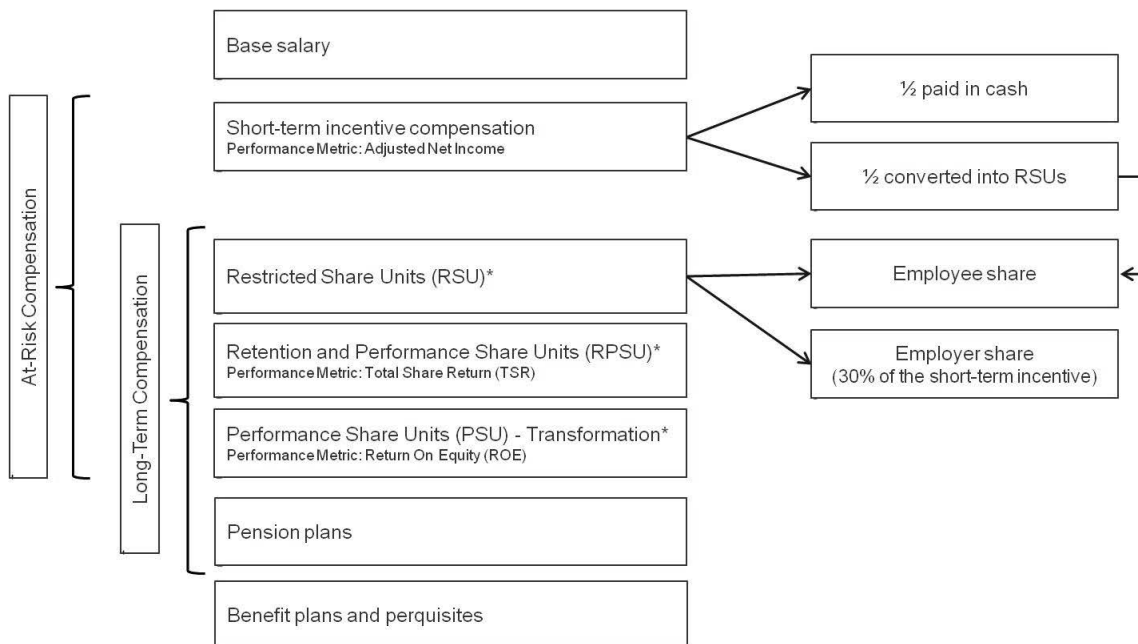 Base salary
Short-term incentive compensation
Performance Metric: Adjusted Net Income
½ paid in cash
½ converted into RSUs
At-Risk Compensation
Long-Term Compensation
Restricted Share Units (RSU)*
Employee share
Retention and Performance Share Units (RPSU)*
Performance Metric: Total Share Return (TSR)
Employer share
(30% of the short-term incentive)
Performance Share Units (PSU) - Transformation*
Performance Metric: Return On Equity (ROE)
Pension plans
Benefit plans and perquisites